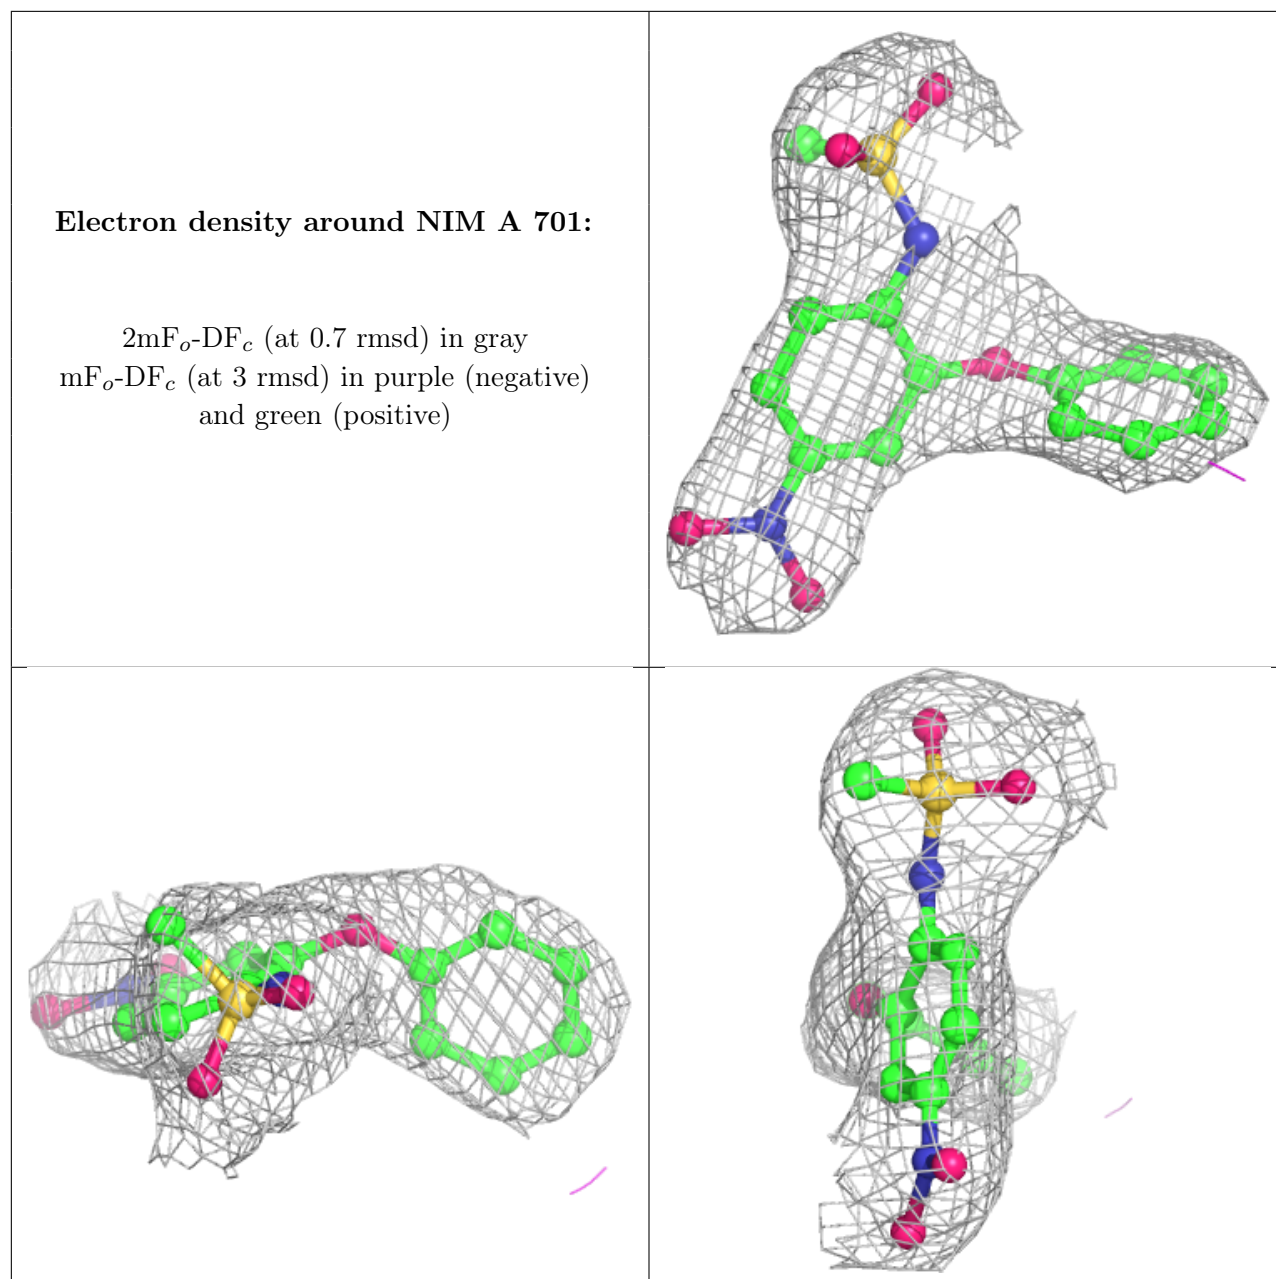 Electron density around NIM A 701:
2mFo-DFc (at 0.7 rmsd) in gray
mFo-DFc (at 3 rmsd) in purple (negative)
and green (positive)